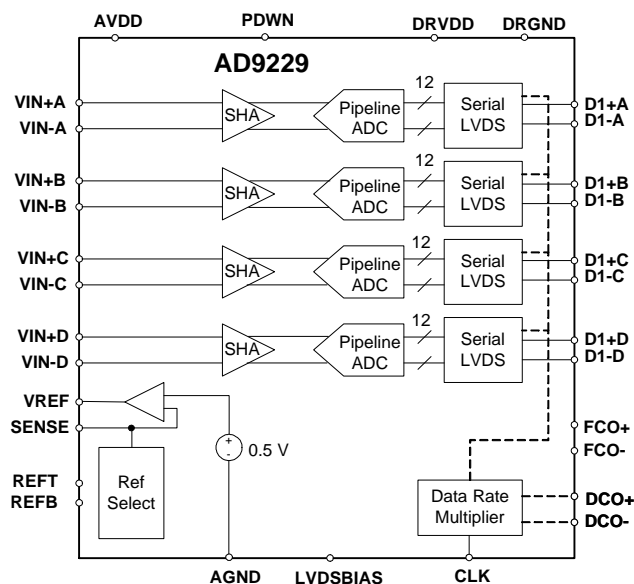 AVDD PDWN DRVDD DRGND
AD9229
VIN+A
VIN-A
SHA
Pipeline
ADC
12
Serial
LVDS
D1+A
D1-A
VIN+B
VIN-B
SHA
Pipeline
ADC
12
Serial
LVDS
D1+B
D1-B
VIN+C
VIN-C
SHA
Pipeline
ADC
12
Serial
LVDS
D1+C
D1-C
VIN+D
VIN-D
SHA
Pipeline
ADC
12
Serial
LVDS
D1+D
D1-D
VREF
SENSE
+
-
0.5 V
FCO+
FCO-
REFT
REFB
Ref
Select
Data Rate
Multiplier
DCO+
DCO-
AGND LVDSBIAS CLK